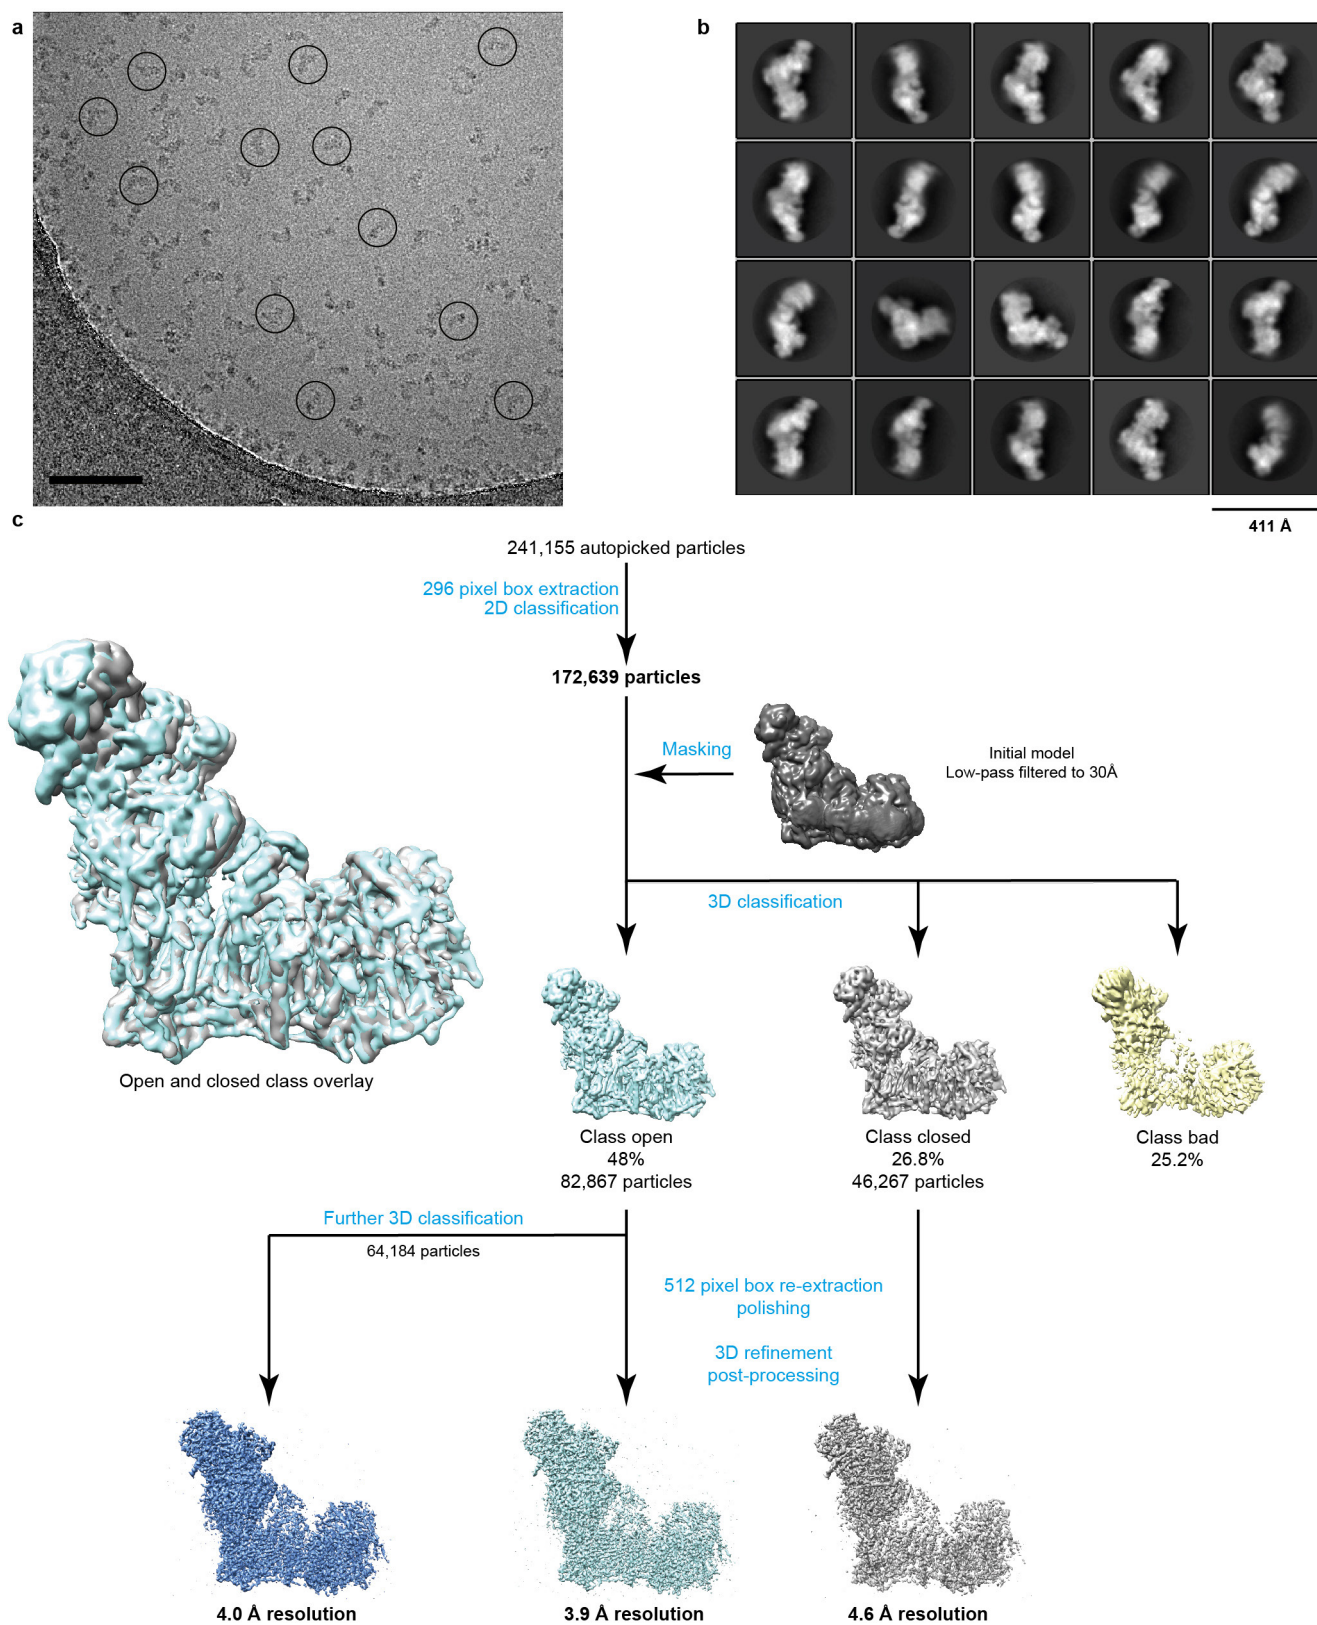 a
b
411 Å
c
241,155 autopicked particles
296 pixel box extraction
2D classification
172,639 particles
Masking
Initial model
Low-pass filtered to 30Å
3D classification
Open and closed class overlay
Class open
48%
82,867 particles
Class closed
26.8%
46,267 particles
Class bad
25.2%
Further 3D classification
64,184 particles
512 pixel box re-extraction
polishing
3D refinement
post-processing
4.0 Å resolution
3.9 Å resolution
4.6 Å resolution